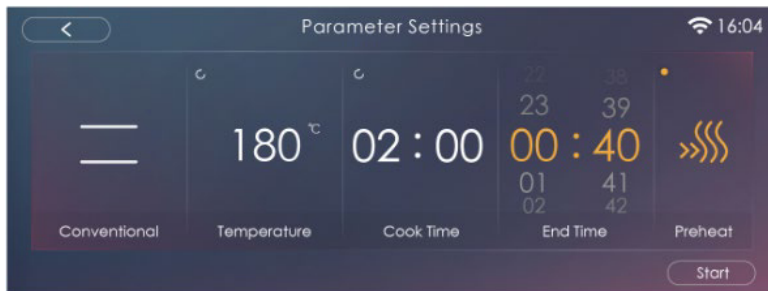 Parameter Settings
16:04
22 38
23 39
180 °C
02 : 00
00 : 40
01 41
02 42
Conventional
Temperature
Cook Time
End Time
Preheat
Start